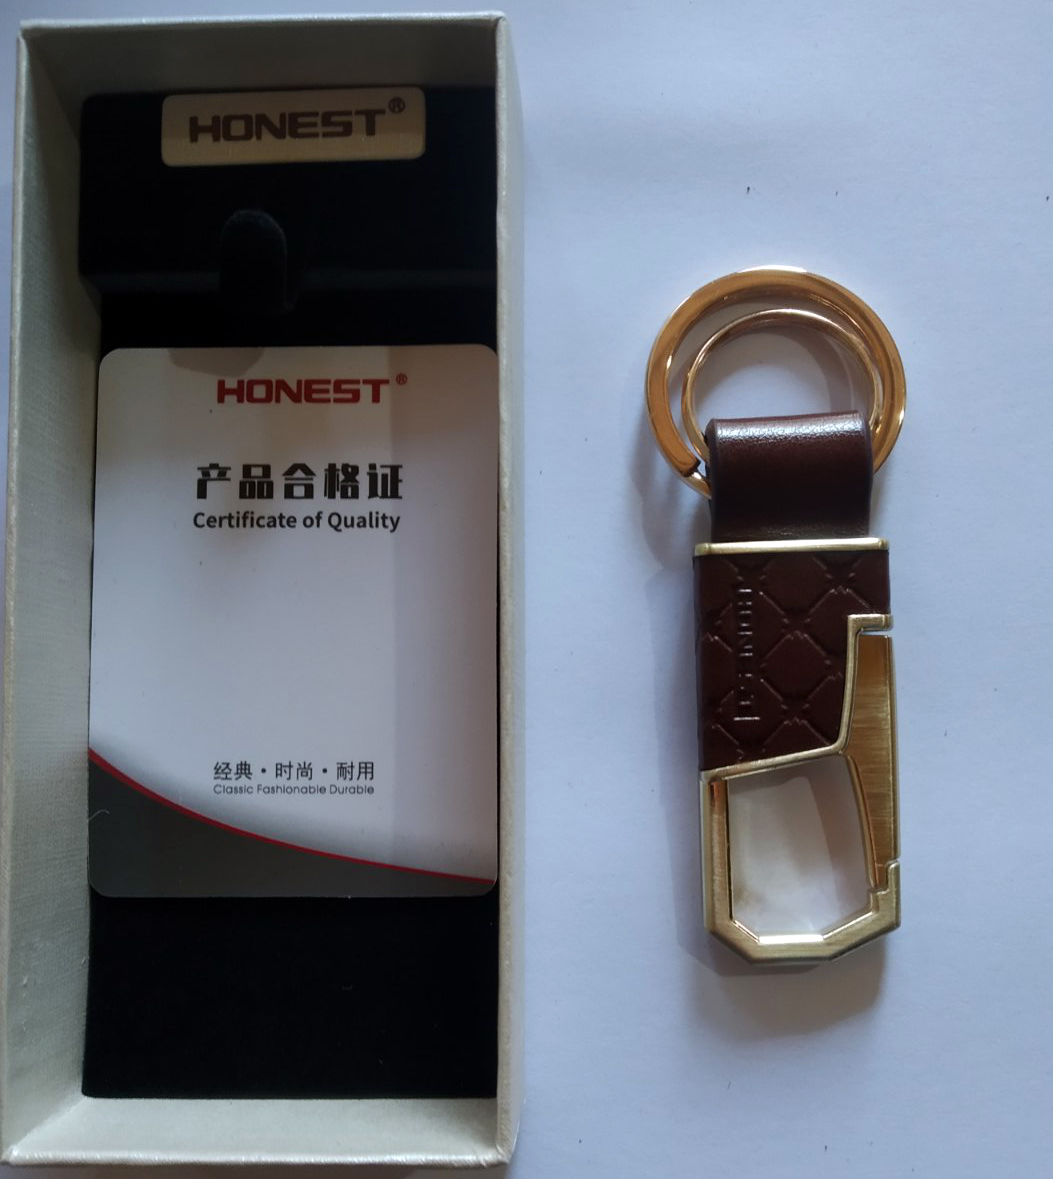 HONEST®
HONEST®
产品合格证
Certificate of Quality
经典·时尚·耐用
Classic Fashionable Durable
HONEST